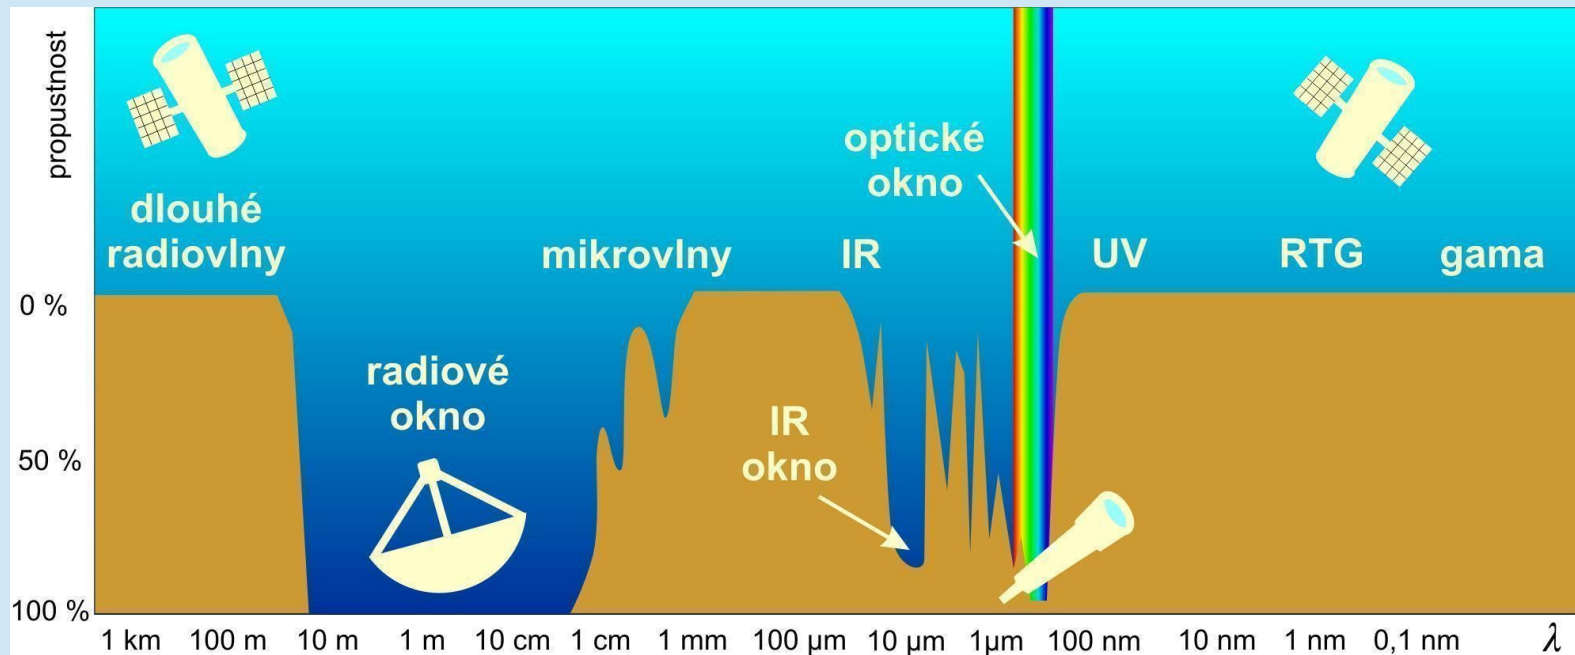 propustnost
dlouhé
radiovlny
mikrovlny
IR
optické
okno
UV
RTG
gama
0 %
radiové
okno
IR
okno
50 %
100 %
1 km 100 m 10 m 1 m 10 cm 1 cm 1 mm 100 µm 10 µm 1µm 100 nm 10 nm 1 nm 0,1 nm λ